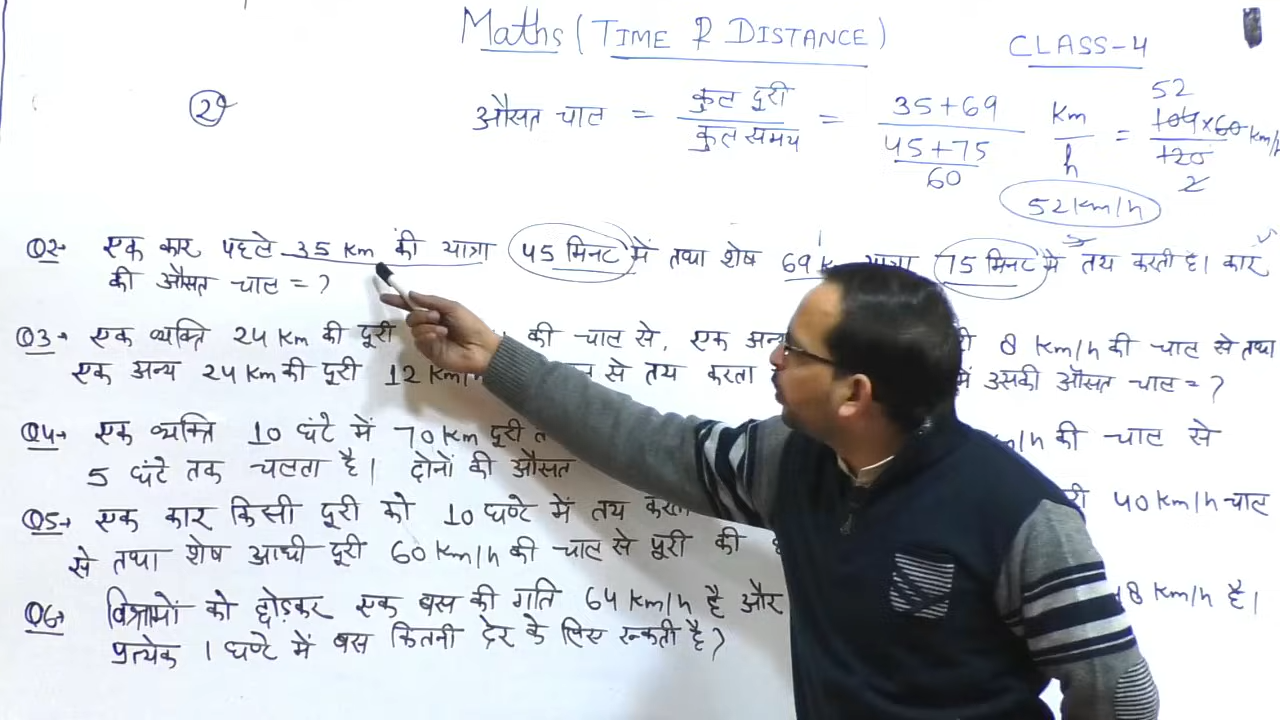 Maths (TIME & DISTANCE)
CLASS-4
2
औसत चाल = कुल दूरी / कुल समय = 35+69 / 45+75 / 60 km / h = 104×60 / 120 km/h
52
2
52 km/h
Q2→ एक कार पहले 35 Km की यात्रा 45 मिनट में तथा शेष 69 यात्रा 75 मिनट में तय करती है। कार
की औसत चाल = ?
Q3→ एक व्यक्ति 24 Km की दूरी की चाल से, एक 8 Km/h की चाल से तथा
एक अन्य 24 Km की दूरी 12 Km/h से तय करता में उसकी औसत चाल = ?
Q4→ एक व्यक्ति 10 घंटे में 70 Km दूरी की चाल से
5 घंटे तक चलता है। दोनों की औसत
Q5→ एक कार किसी दूरी को 10 घण्टे में तय 40 Km/h चाल
से तथा शेष आधी दूरी 60 Km/h की चाल से पूरी की
Q6→ विश्रामों को छोड़कर एक बस की गति 64 Km/h है और Km/h है।
प्रत्येक 1 घण्टे में बस कितनी देर के लिए रूकती है?